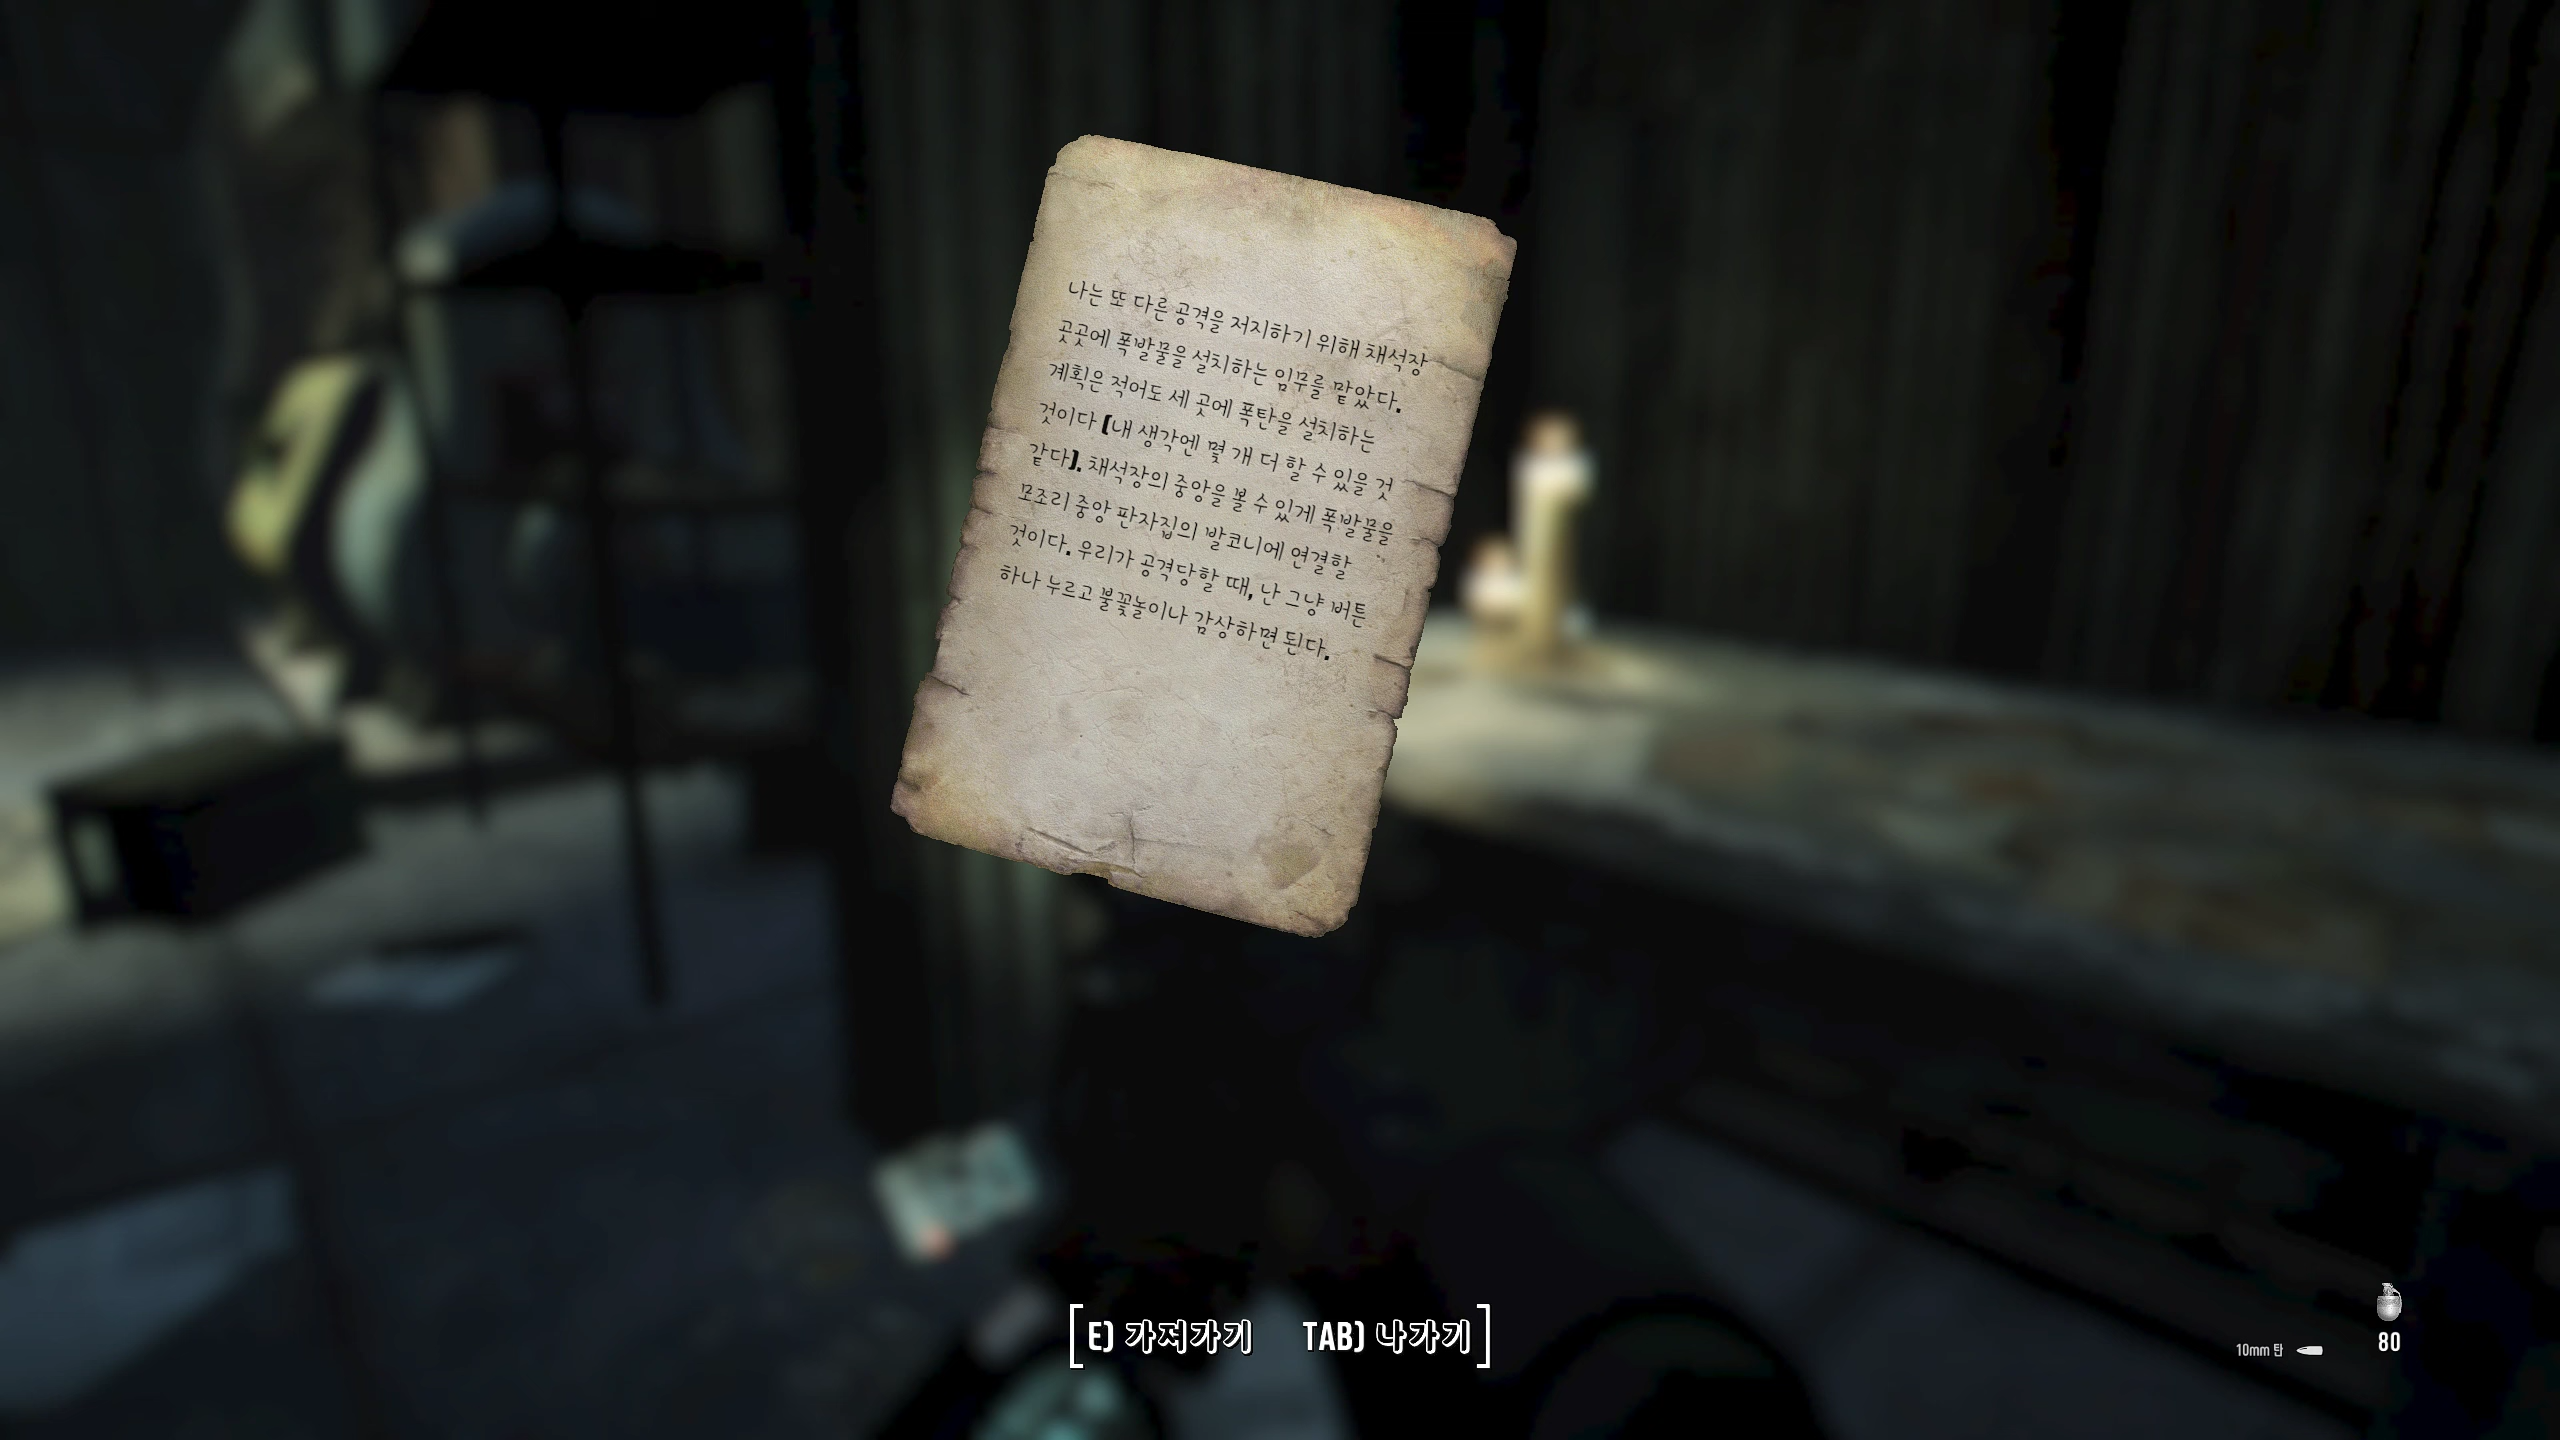 나는 또 다른 공격을 저지하기 위해 채석장
곳곳에 폭발물을 설치하는 임무를 맡았다.
계획은 적어도 세 곳에 폭탄을 설치하는
것이다 (내 생각엔 몇 개 더 할 수 있을 것
같다). 채석장의 중앙을 볼 수 있게 폭발물을
모조리 중앙 판자집의 발코니에 연결할
것이다. 우리가 공격당할 때, 난 그냥 버튼
하나 누르고 불꽃놀이나 감상하면 된다.
E) 가져가기 TAB) 나가기
10mm 탄
80